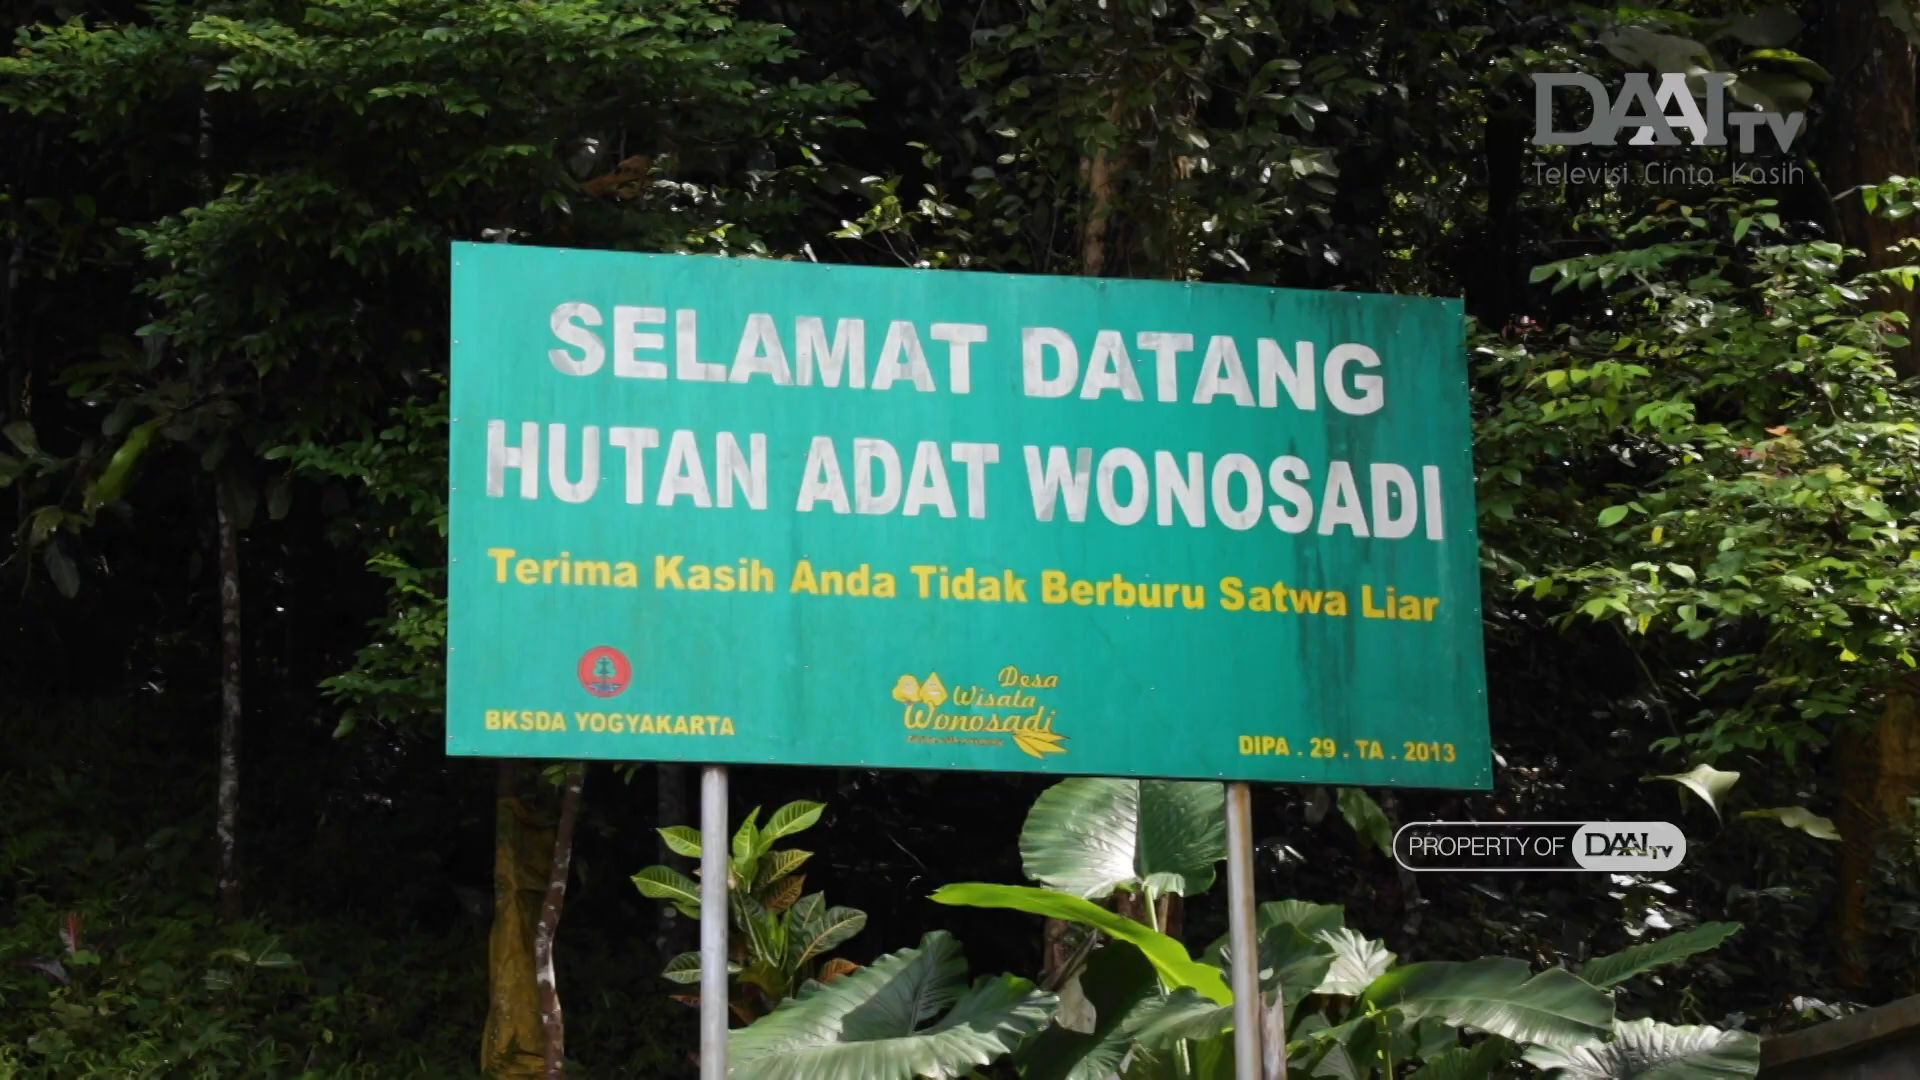 DAAI TV
Televisi Cinta Kasih
SELAMAT DATANG
HUTAN ADAT WONOSADI
Terima Kasih Anda Tidak Berburu Satwa Liar
BKSDA YOGYAKARTA
Desa
Wisata
Wonosadi
DIPA . 29 . TA . 2013
PROPERTY OF DAAI TV